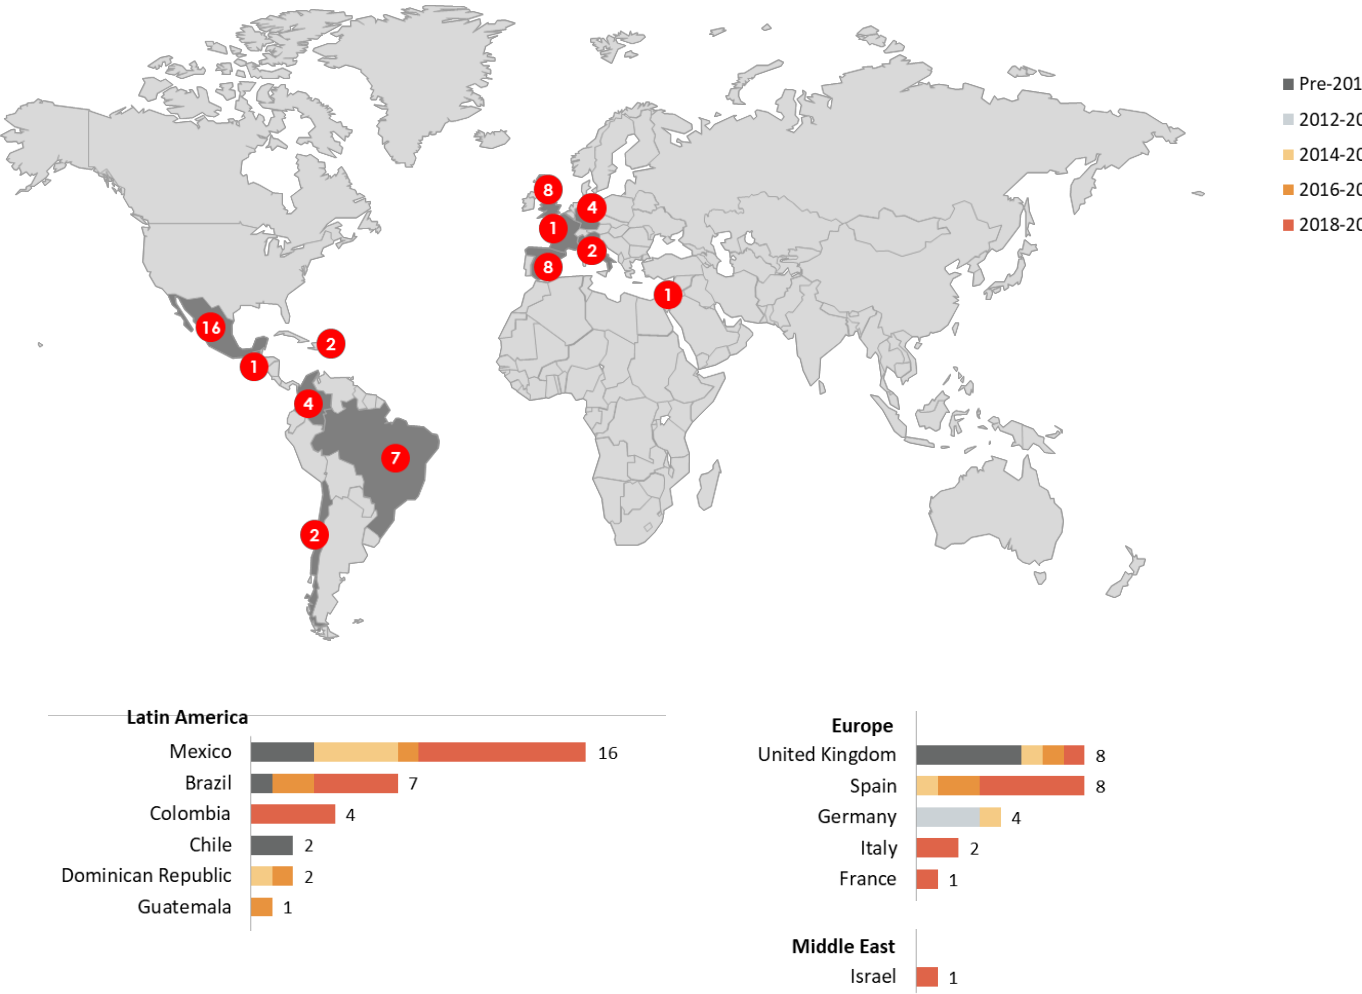 Pre-201
2012-20
2014-20
2016-20
2018-20
8
4
1
2
8
1
16
2
1
4
7
2
Latin America
Mexico 16
Brazil 7
Colombia 4
Chile 2
Dominican Republic 2
Guatemala 1
Europe
United Kingdom 8
Spain 8
Germany 4
Italy 2
France 1
Middle East
Israel 1